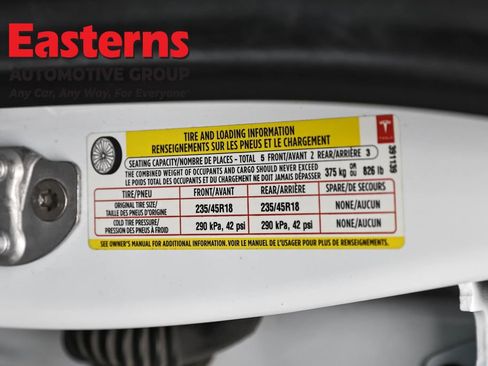 Easterns
AUTOMOTIVE GROUP
Any Car, Any Way, For Everyone
TIRE AND LOADING INFORMATION
RENSEIGNEMENTS SUR LES PNEUS ET LE CHARGEMENT
SEATING CAPACITY/NOMBRE DE PLACES - TOTAL 5 FRONT/AVANT 2 REAR/ARRIÈRE 3
THE COMBINED WEIGHT OF OCCUPANTS AND CARGO SHOULD NEVER EXCEED
LE POIDS TOTAL DES OCCUPANTS ET DU CHARGEMENT NE DOIT JAMAIS DÉPASSER
375 kg OR OU 826 lb
TIRE/PNEU FRONT/AVANT REAR/ARRIÈRE SPARE/DE SECOURS
ORIGINAL TIRE SIZE/
TAILLE DES PNEUS D'ORIGINE
235/45R18 235/45R18 NONE/AUCUN
COLD TIRE PRESSURE/
PRESSION DES PNEUS À FROID
290 kPa, 42 psi 290 kPa, 42 psi NONE/AUCUN
SEE OWNER'S MANUAL FOR ADDITIONAL INFORMATION. VOIR LE MANUEL DE L'USAGER POUR PLUS DE RENSEIGNEMENTS.
TESLA
391139